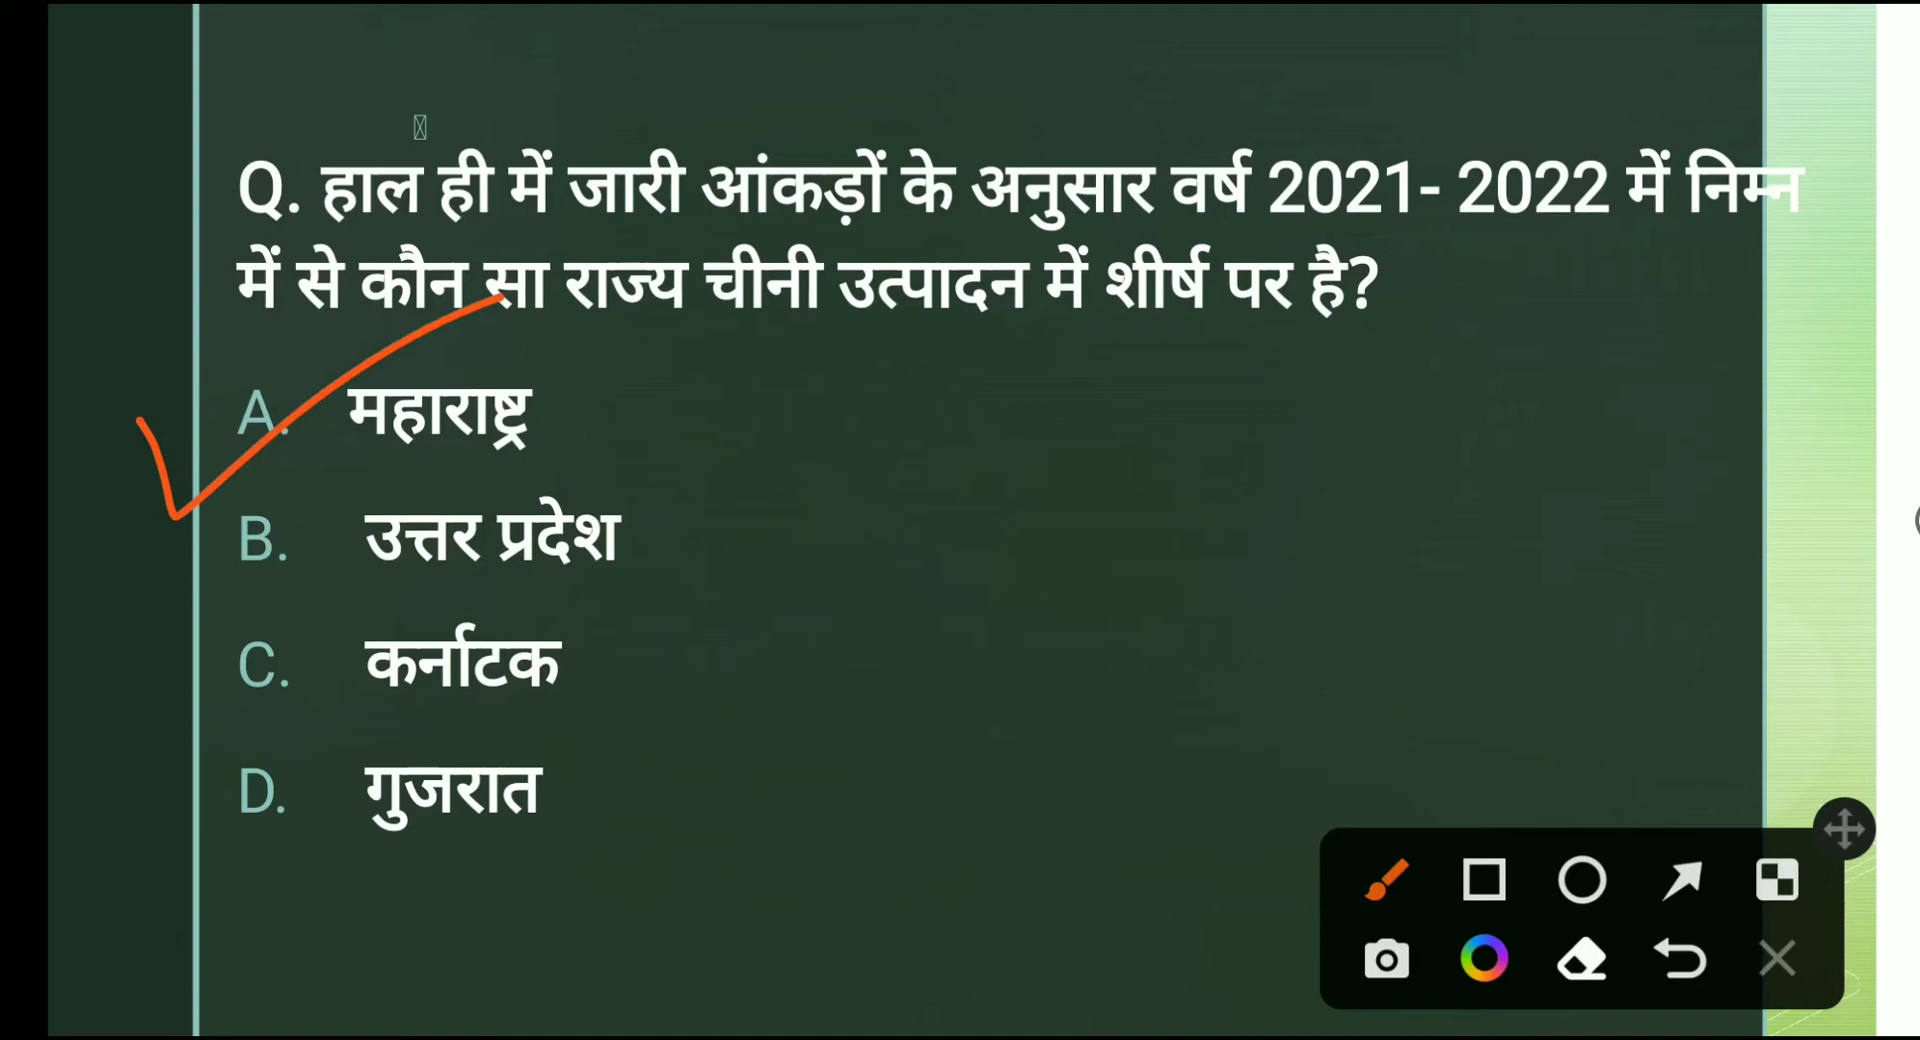 Q. हाल ही में जारी आंकड़ों के अनुसार वर्ष 2021- 2022 में निम्न
में से कौन सा राज्य चीनी उत्पादन में शीर्ष पर है?
A. महाराष्ट्र
B. उत्तर प्रदेश
C. कर्नाटक
D. गुजरात